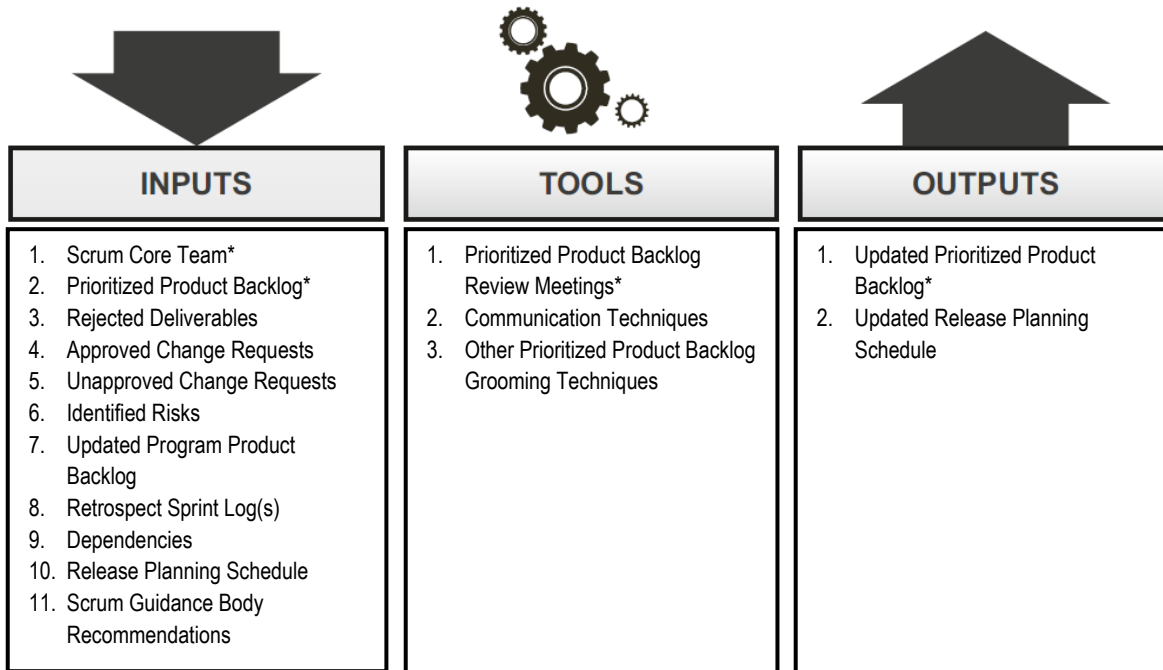 INPUTS
1. Scrum Core Team*
2. Prioritized Product Backlog*
3. Rejected Deliverables
4. Approved Change Requests
5. Unapproved Change Requests
6. Identified Risks
7. Updated Program Product
Backlog
8. Retrospect Sprint Log(s)
9. Dependencies
10. Release Planning Schedule
11. Scrum Guidance Body
Recommendations
TOOLS
1. Prioritized Product Backlog
Review Meetings*
2. Communication Techniques
3. Other Prioritized Product Backlog
Grooming Techniques
OUTPUTS
1. Updated Prioritized Product
Backlog*
2. Updated Release Planning
Schedule